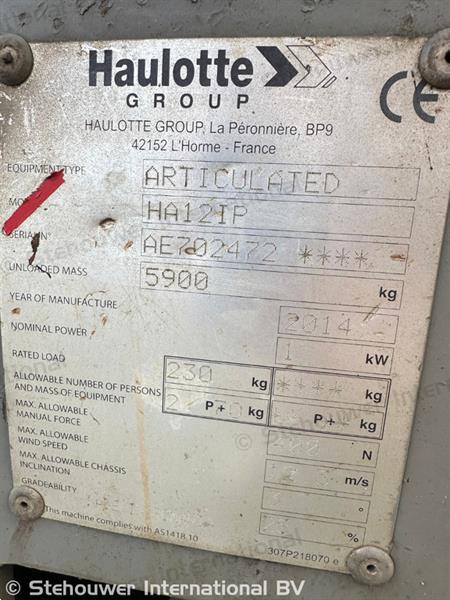 Haulotte
GROUP
CE
HAULOTTE GROUP, La Péronnière, BP9
42152 L'Horme - France
EQUIPMENT TYPE ARTICULATED
HA12IP
SERIAL N° AE702472 ****
UNLOADED MASS 5900 kg
YEAR OF MANUFACTURE 2014
NOMINAL POWER 1 kW
RATED LOAD 230 kg **** kg
ALLOWABLE NUMBER OF PERSONS
AND MASS OF EQUIPMENT P+ kg P+ kg
MAX. ALLOWABLE
MANUAL FORCE N
MAX. ALLOWABLE
WIND SPEED m/s
MAX. ALLOWABLE CHASSIS
INCLINATION °
GRADEABILITY %
This machine complies with AS1418.10
307P218070 e
© Stehouwer International BV